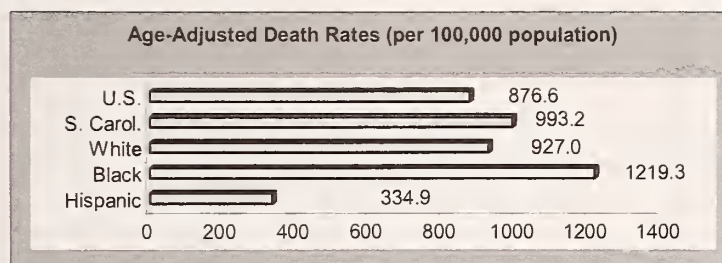 Age-Adjusted Death Rates (per 100,000 population)
U.S. 876.6
S. Carol. 993.2
White 927.0
Black 1219.3
Hispanic 334.9
0 200 400 600 800 1000 1200 1400